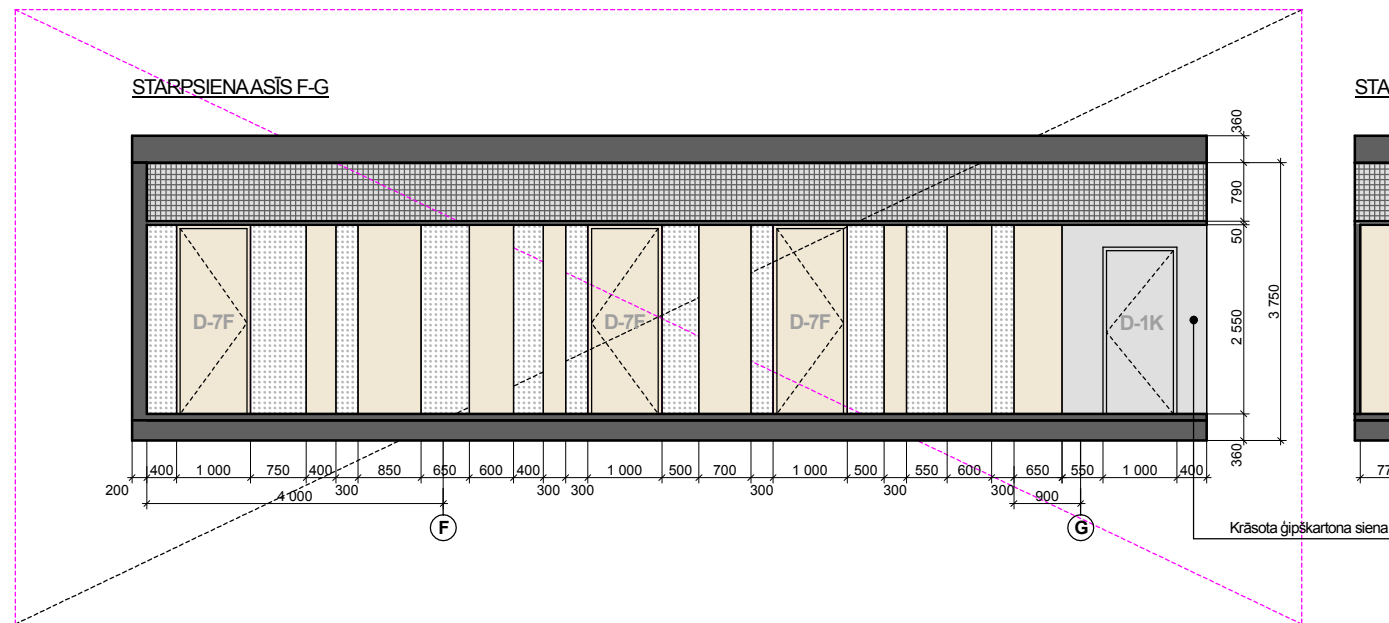 STARPSIENA ASĪS F-G
STA
360
790
50
2 550
3 750
360
D-7F D-7F D-7F D-1K
400 1 000 750 400 850 650 600 400 1 000 500 700 1 000 500 550 600 650 550 1 000 400 77
200 300 300 300 300 300 300
4 000 900
F G
Krāsota ģipškartona siena